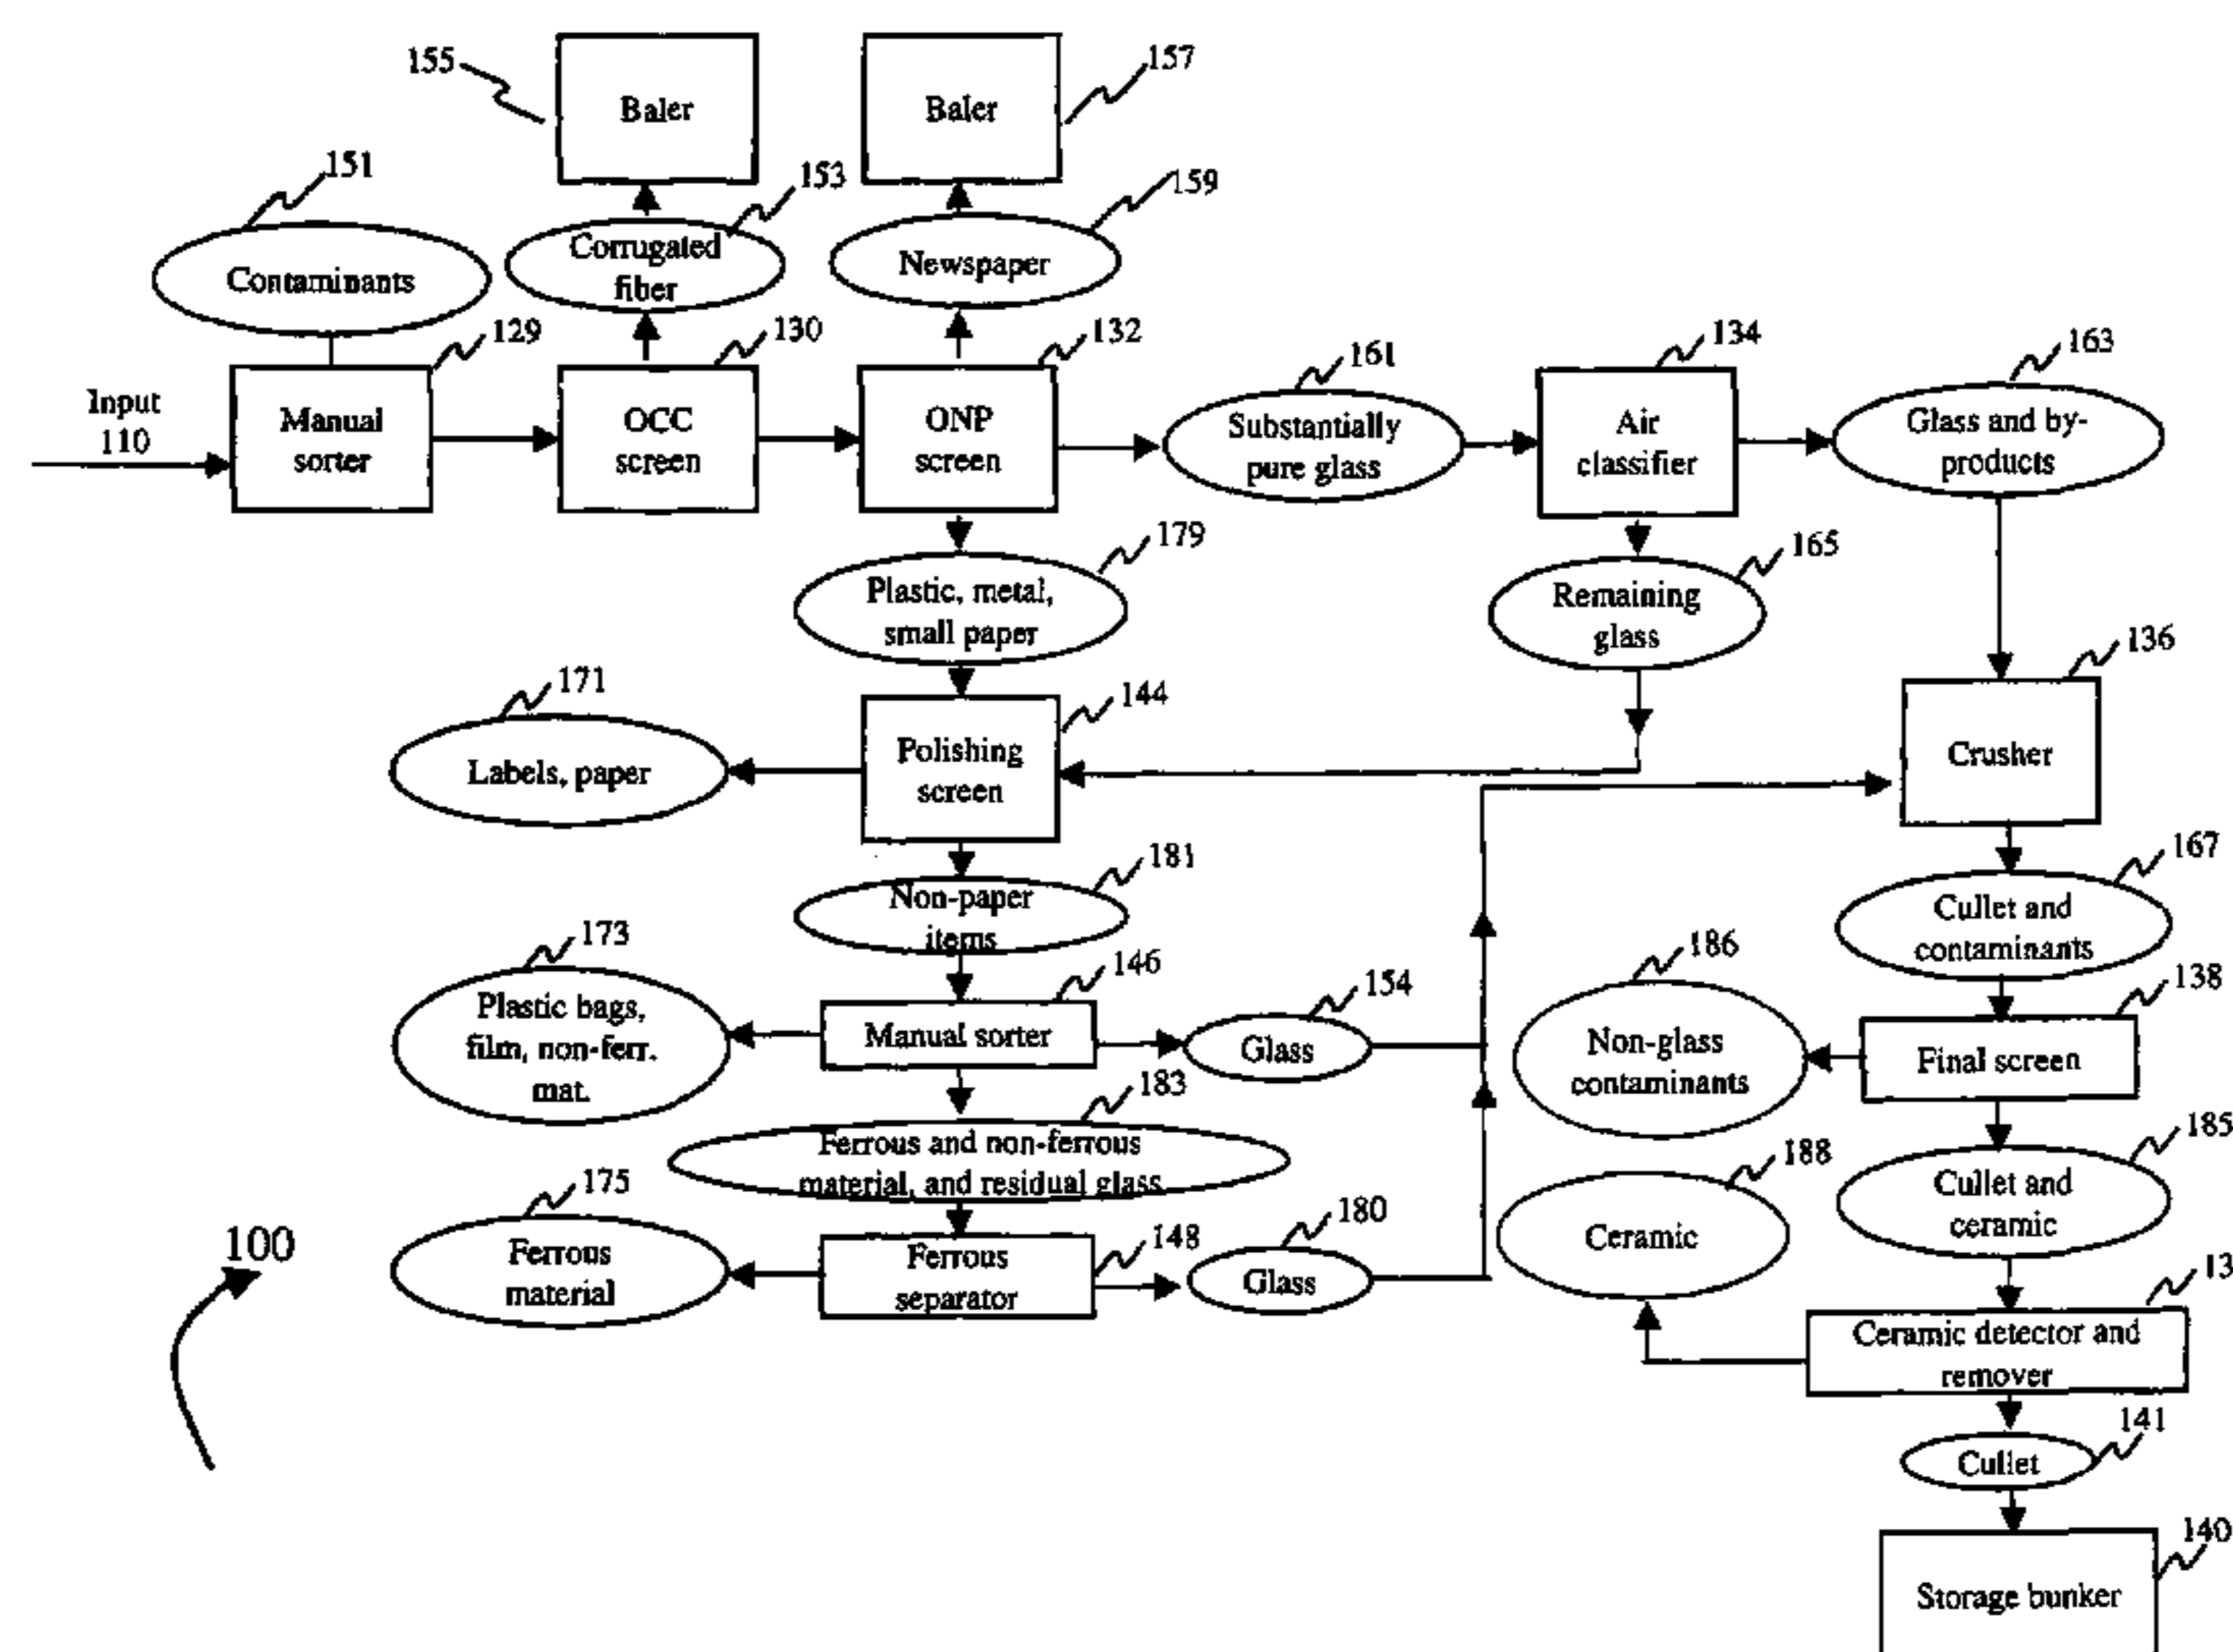 155
Baler
Baler
157
151
153
159
Contaminants
Corrugated
fiber
Newspaper
129
130
132
161
134
163
Input
110
Manual
sorter
OCC
screen
ONP
screen
Substantially
pure glass
Air
classifier
Glass and by-
products
179
165
Plastic, metal,
small paper
Remaining
glass
136
171
144
Labels, paper
Polishing
screen
Crusher
181
167
Non-paper
items
Cullet and
contaminants
173
146
154
186
138
Plastic bags,
film, non-ferr.
mat.
Manual sorter
Glass
Non-glass
contaminants
Final screen
183
185
Ferrous and non-ferrous
material, and residual glass
188
Cullet and
ceramic
175
148
180
Ceramic
100
Ferrous
material
Ferrous
separator
Glass
13
Ceramic detector and
remover
141
Cullet
140
Storage bunker